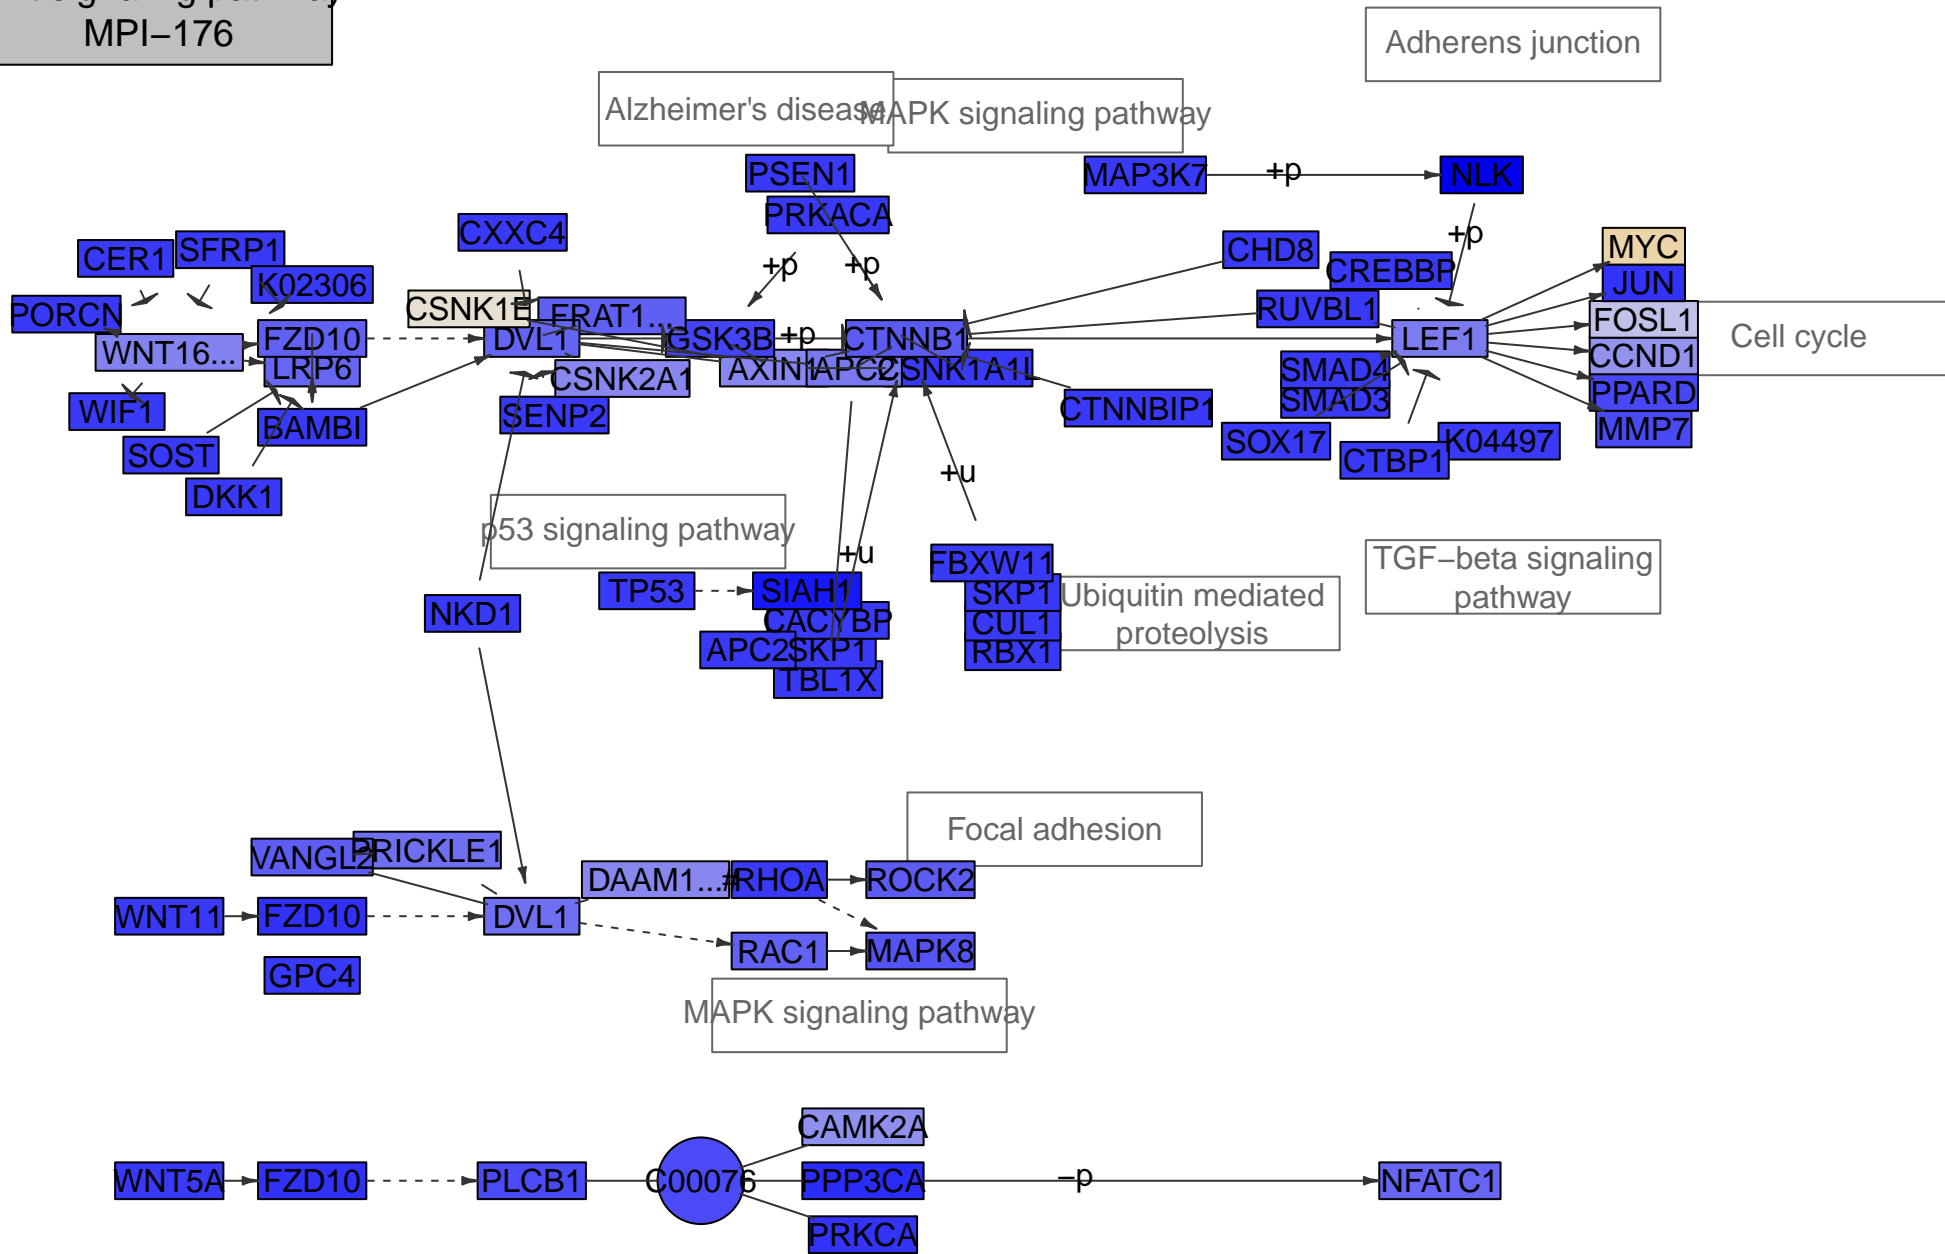 signaling pathway
MPI−176
Adherens junction
Alzheimer's disease
MAPK signaling pathway
PSEN1
MAP3K7
+p
NLK
PRKACA
CXXC4
CER1
SFRP1
K02306
+p
+p
+p
CHD8
CREBBP
MYC
JUN
PORCN
CSNK1E
FRAT1...
RUVBL1
FOSL1
WNT16...
FZD10
DVL1
GSK3B
+p
CTNNB1
LEF1
Cell cycle
CCND1
LRP6
CSNK2A1
AXIN1
APC2
CSNK1A1L
SMAD4
PPARD
WIF1
BAMBI
SENP2
CTNNBIP1
SMAD3
MMP7
SOST
SOX17
CTBP1
K04497
DKK1
+u
p53 signaling pathway
+u
FBXW11
TGF−beta signaling
pathway
TP53
SIAH1
SKP1
Ubiquitin mediated
proteolysis
NKD1
CACYBP
CUL1
APC2
SKP1
RBX1
TBL1X
Focal adhesion
VANGL2
PRICKLE1
DAAM1...
RHOA
ROCK2
WNT11
FZD10
DVL1
RAC1
MAPK8
GPC4
MAPK signaling pathway
CAMK2A
WNT5A
FZD10
PLCB1
C00076
PPP3CA
−p
NFATC1
PRKCA